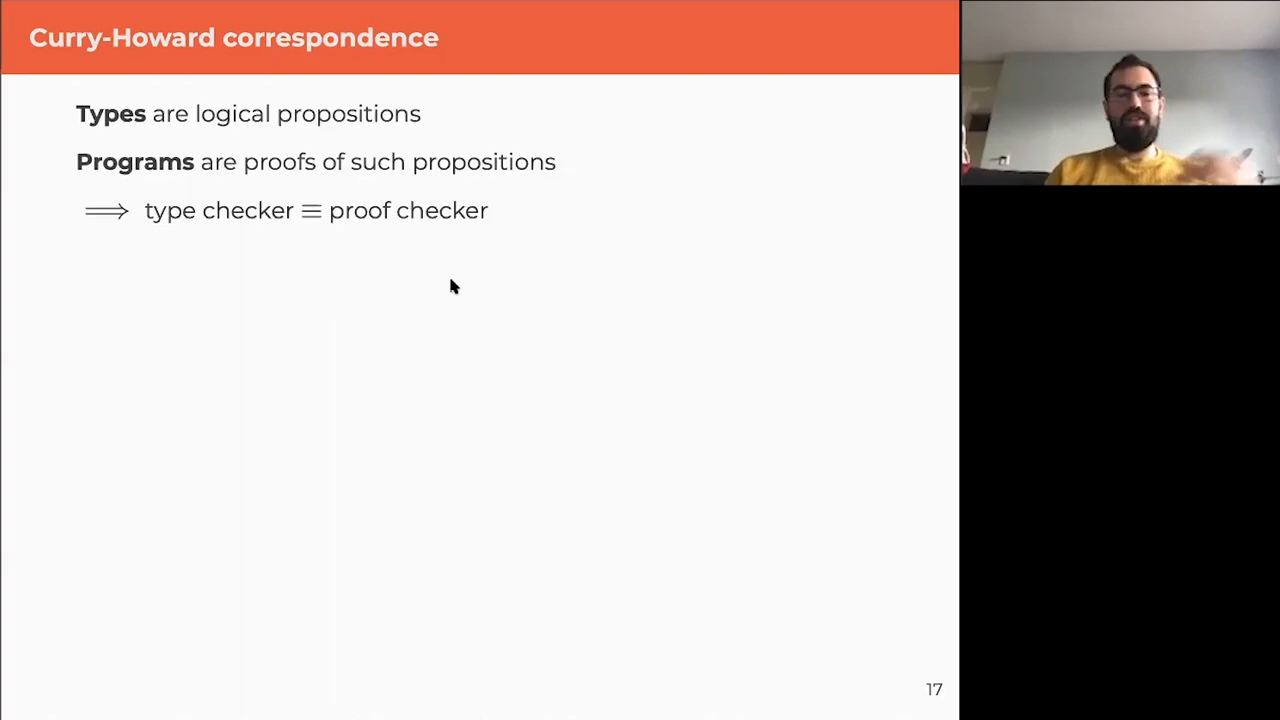 Curry-Howard correspondence
Types are logical propositions
Programs are proofs of such propositions
⟹ type checker ≡ proof checker
17